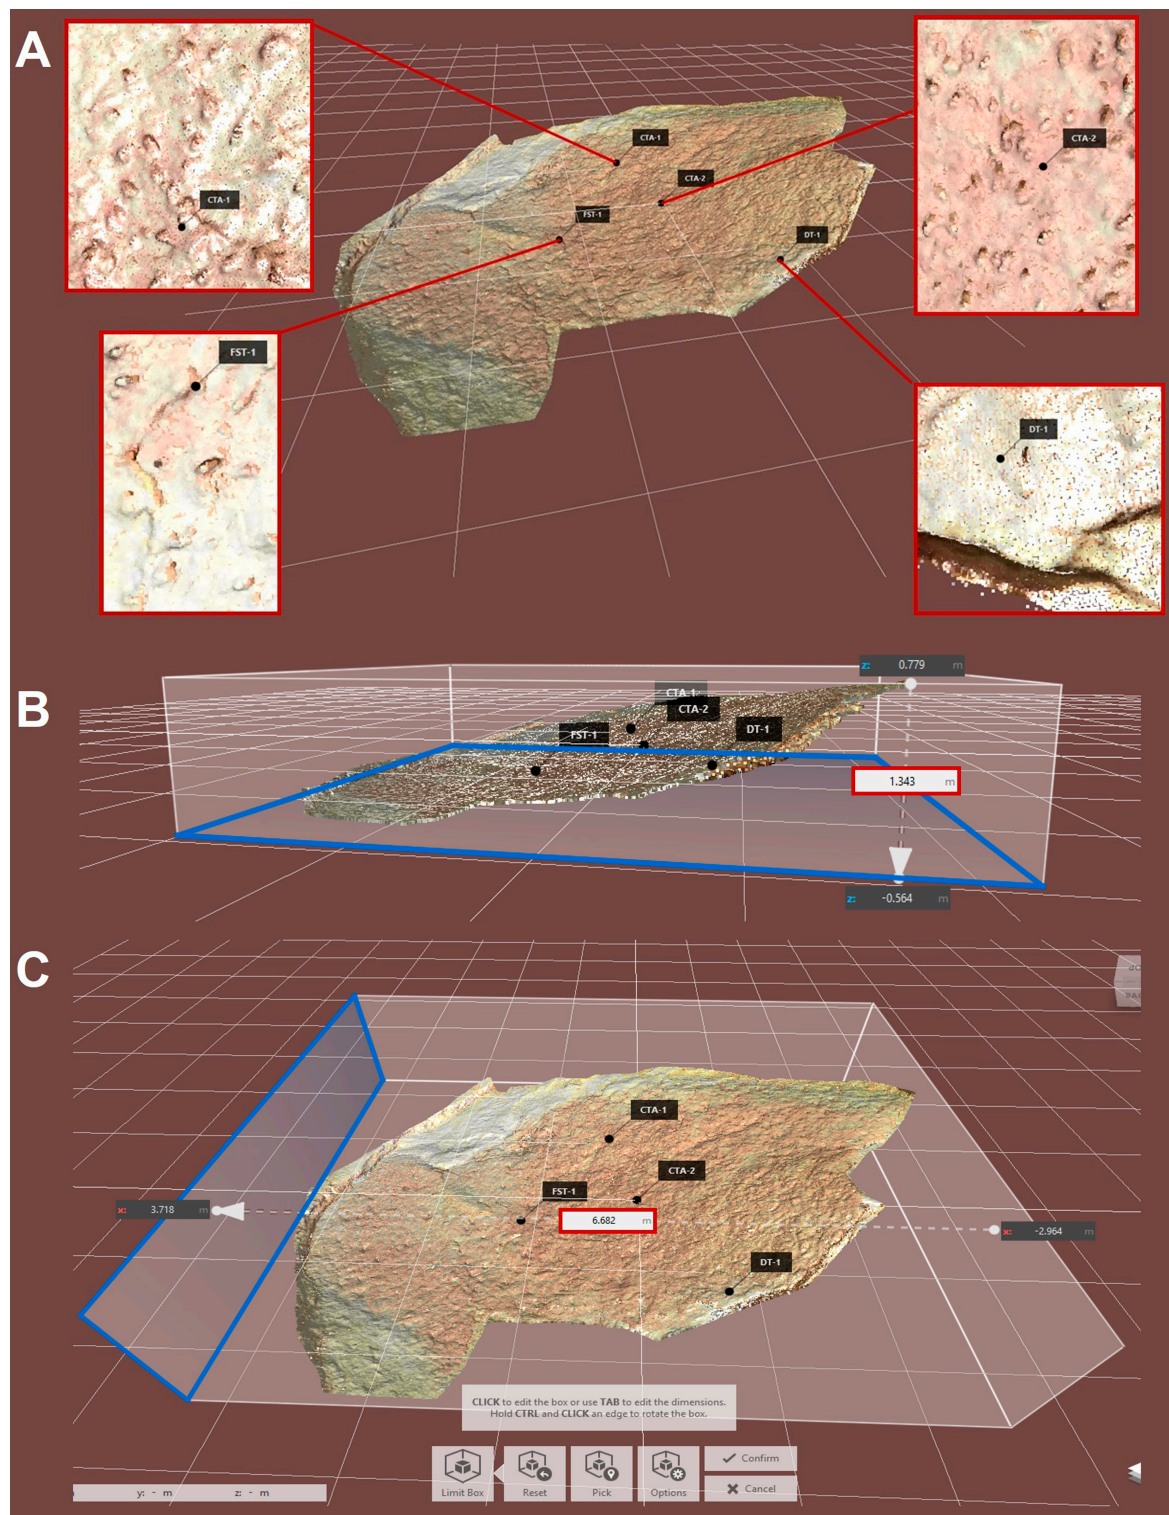 A
CTA-1
CTA-1
CTA-2
CTA-2
FST-1
DT-1
FST-1
DT-1
B
z: 0.779 m
CTA-1
CTA-2
FST-1
DT-1
1.343 m
z: -0.564 m
C
CTA-1
CTA-2
FST-1
x: 3.718 m
6.682 m
x: -2.964 m
DT-1
CLICK to edit the box or use TAB to edit the dimensions.
Hold CTRL and CLICK an edge to rotate the box.
Limit Box
Reset
Pick
Options
Confirm
Cancel
y: - m z: - m